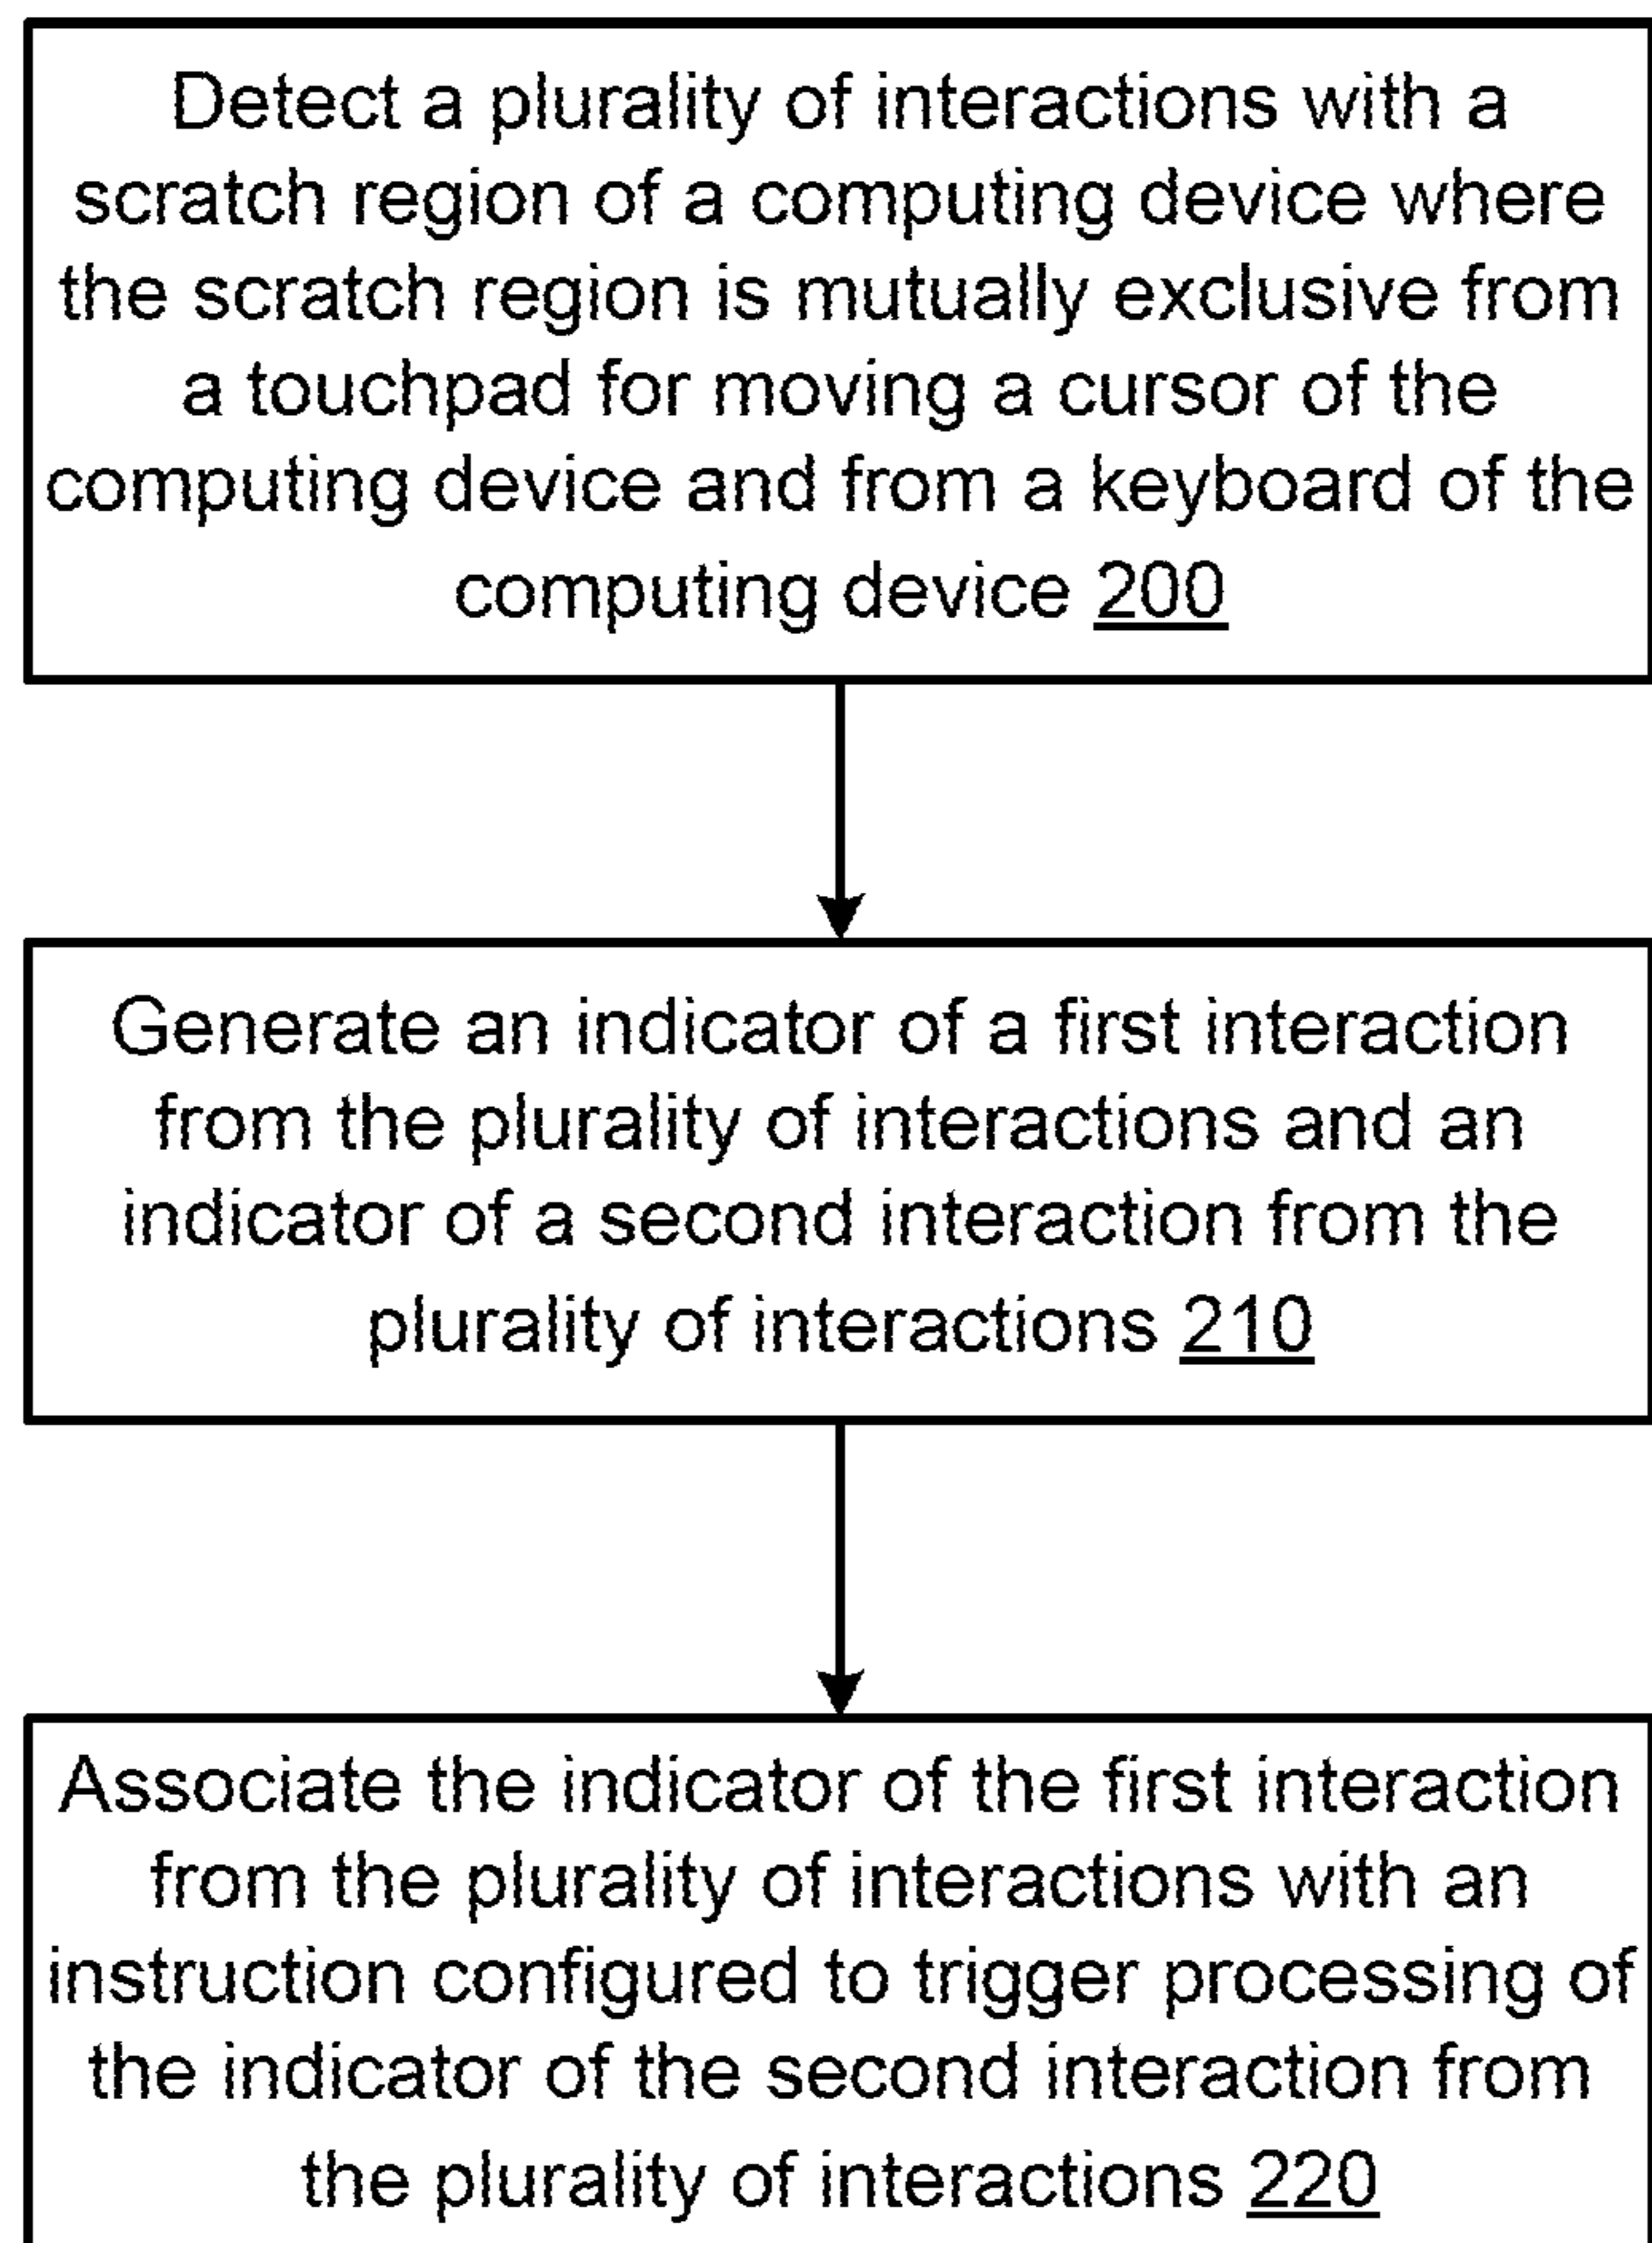 Detect a plurality of interactions with a
scratch region of a computing device where
the scratch region is mutually exclusive from
a touchpad for moving a cursor of the
computing device and from a keyboard of the
computing device 200
Generate an indicator of a first interaction
from the plurality of interactions and an
indicator of a second interaction from the
plurality of interactions 210
Associate the indicator of the first interaction
from the plurality of interactions with an
instruction configured to trigger processing of
the indicator of the second interaction from
the plurality of interactions 220